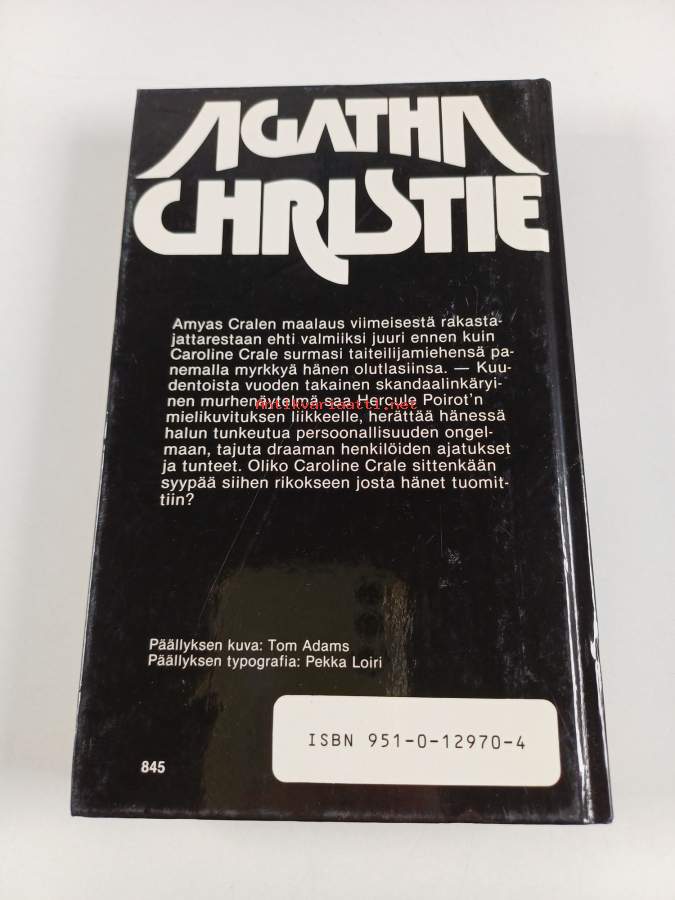 AGATHA
CHRISTIE
Amyas Cralen maalaus viimeisestä rakasta-
jattarestaan ehti valmiiksi juuri ennen kuin
Caroline Crale surmasi taiteilijamiehensä pa-
nemalla myrkkyä hänen olutlasiinsa. — Kuu-
dentoista vuoden takainen skandaalinkäryi-
nen murhenäytelmä saa Hercule Poirot'n
Antikvariaatti.net
mielikuvituksen liikkeelle, herättää hänessä
halun tunkeutua persoonallisuuden ongel-
maan, tajuta draaman henkilöiden ajatukset
ja tunteet. Oliko Caroline Crale sittenkään
syypää siihen rikokseen josta hänet tuomit-
tiin?
Päällyksen kuva: Tom Adams
Päällyksen typografia: Pekka Loiri
ISBN 951-0-12970-4
845